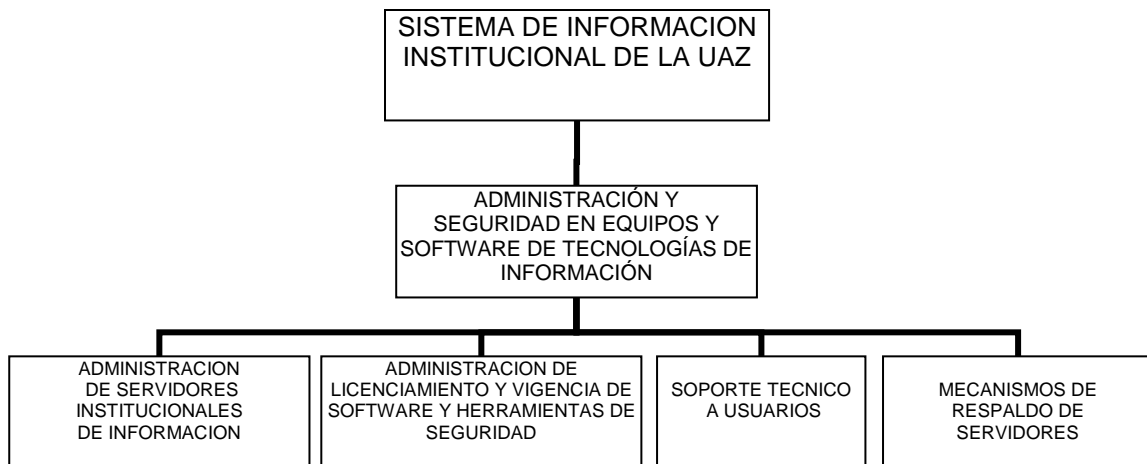 SISTEMA DE INFORMACION
INSTITUCIONAL DE LA UAZ
ADMINISTRACIÓN Y
SEGURIDAD EN EQUIPOS Y
SOFTWARE DE TECNOLOGÍAS DE
INFORMACIÓN
ADMINISTRACION
DE SERVIDORES
INSTITUCIONALES
DE INFORMACION
ADMINISTRACION DE
LICENCIAMIENTO Y VIGENCIA DE
SOFTWARE Y HERRAMIENTAS DE
SEGURIDAD
SOPORTE TECNICO
A USUARIOS
MECANISMOS DE
RESPALDO DE
SERVIDORES